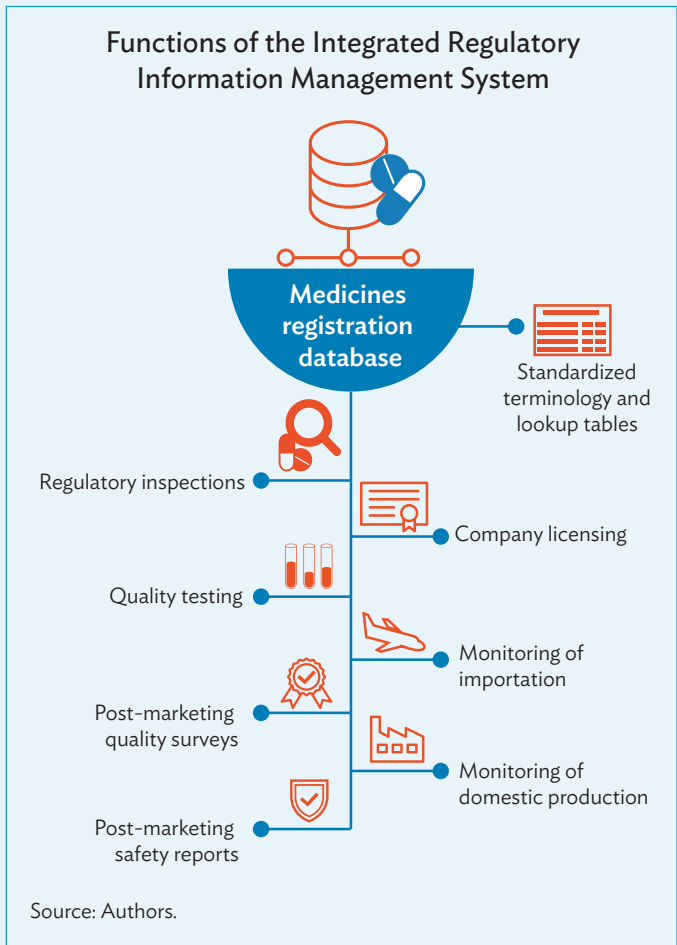 Functions of the Integrated Regulatory
Information Management System
Medicines
registration
database
Standardized
terminology and
lookup tables
Regulatory inspections
Company licensing
Quality testing
Monitoring of
importation
Post-marketing
quality surveys
Monitoring of
domestic production
Post-marketing
safety reports
Source: Authors.